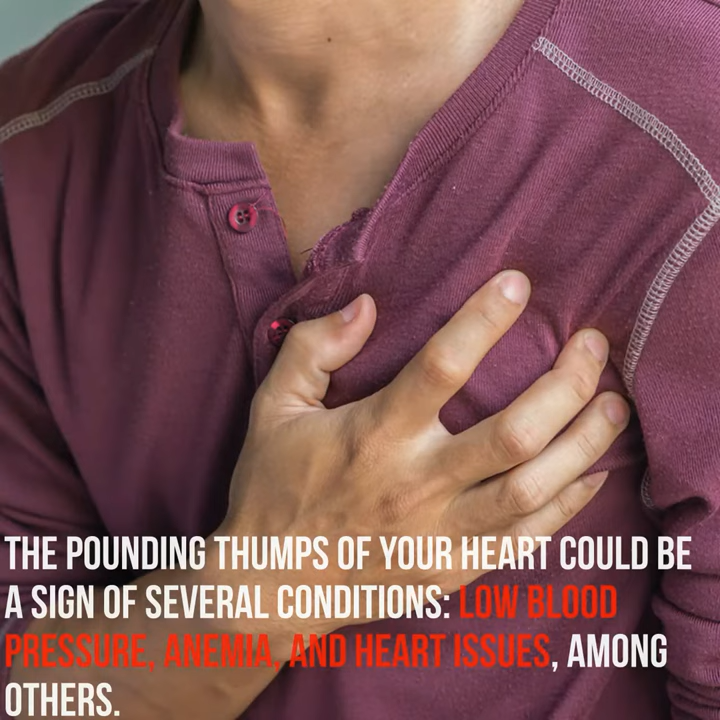 THE POUNDING THUMPS OF YOUR HEART COULD BE
A SIGN OF SEVERAL CONDITIONS: LOW BLOOD
PRESSURE, ANEMIA, AND HEART ISSUES, AMONG
OTHERS.